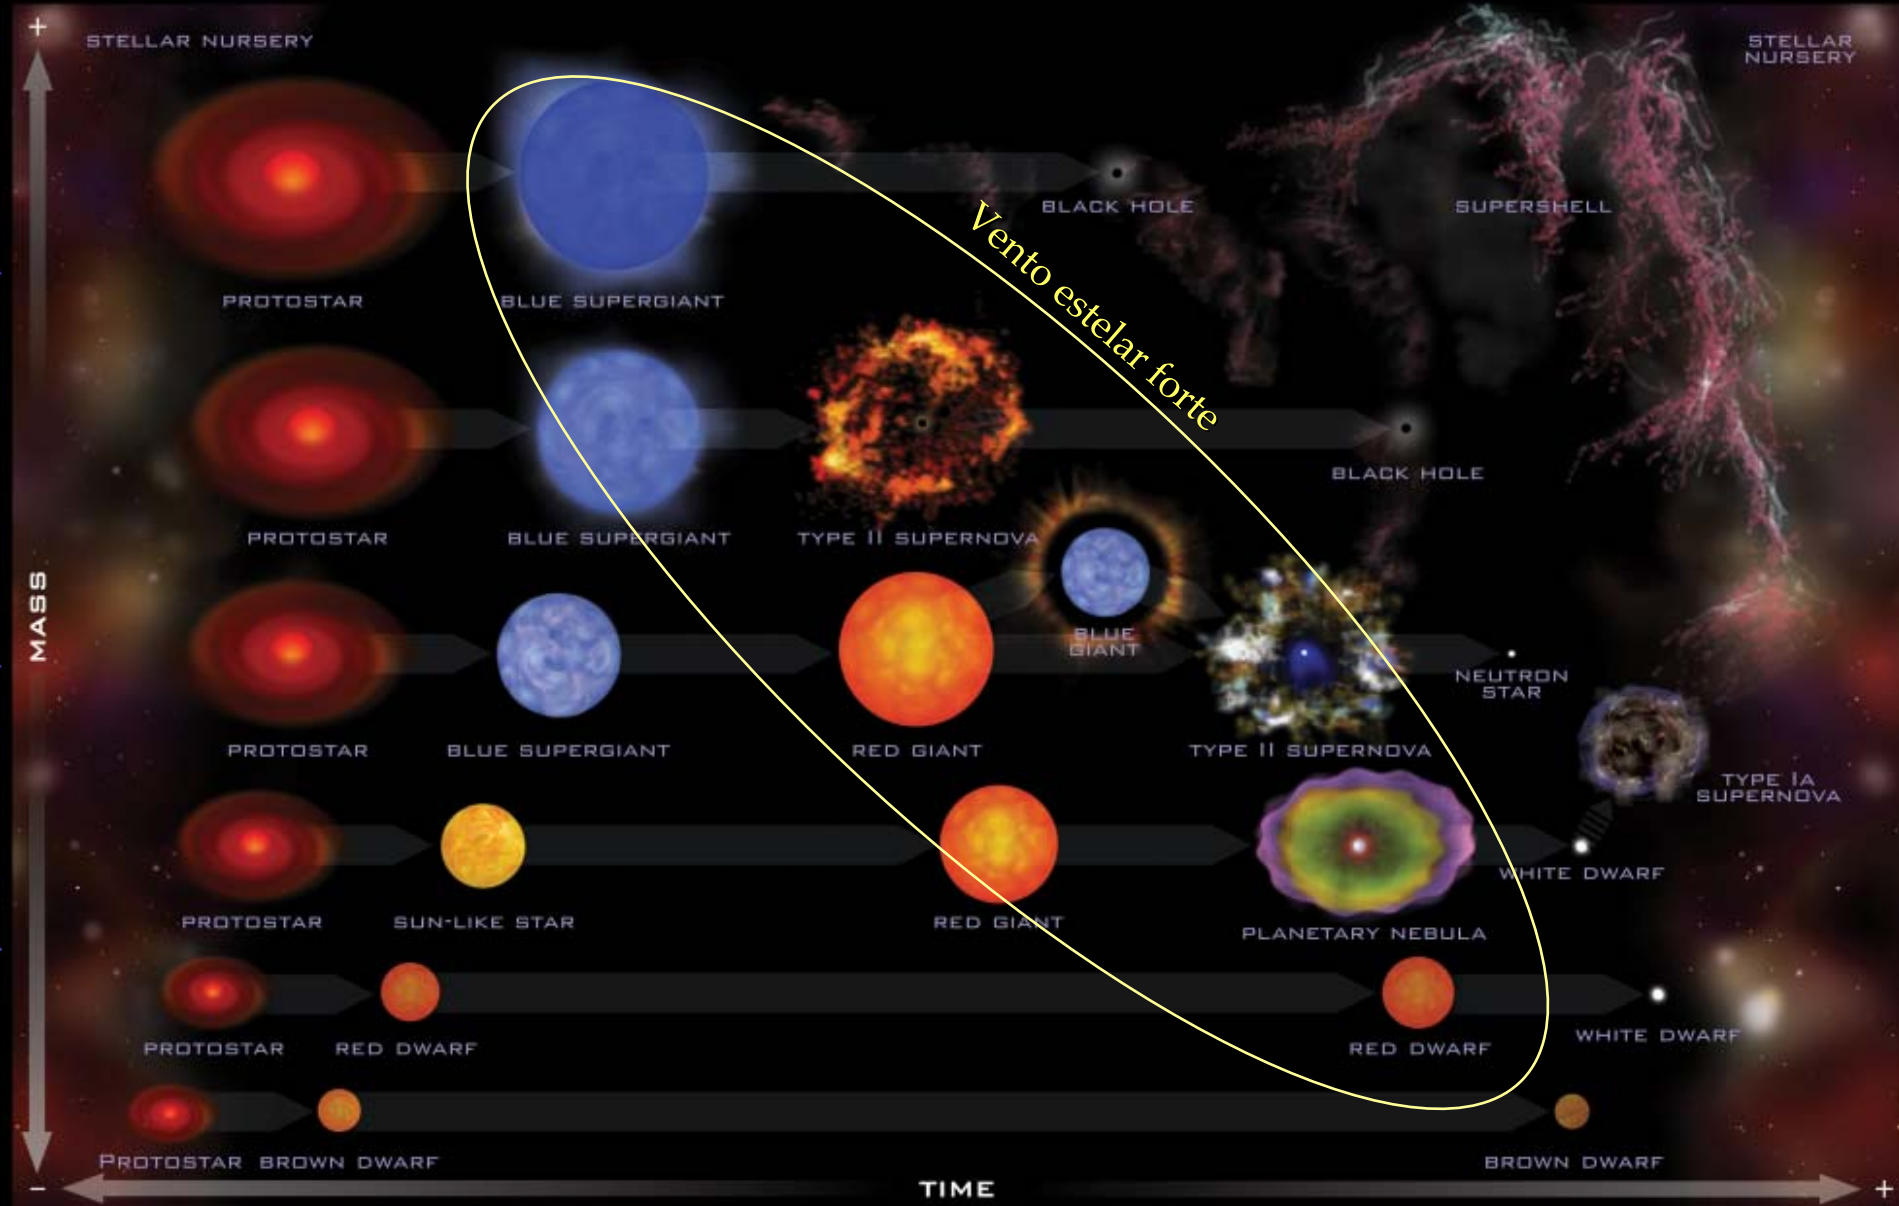 +
STELLAR NURSERY
STELLAR
NURSERY
BLACK HOLE
SUPERSHELL
Vento estelar forte
PROTOSTAR
BLUE SUPERGIANT
BLACK HOLE
PROTOSTAR
BLUE SUPERGIANT
TYPE II SUPERNOVA
MASS
BLUE
GIANT
NEUTRON
STAR
PROTOSTAR
BLUE SUPERGIANT
RED GIANT
TYPE II SUPERNOVA
TYPE IA
SUPERNOVA
WHITE DWARF
PROTOSTAR
SUN-LIKE STAR
RED GIANT
PLANETARY NEBULA
WHITE DWARF
PROTOSTAR
RED DWARF
RED DWARF
PROTOSTAR
BROWN DWARF
BROWN DWARF
–
TIME
+